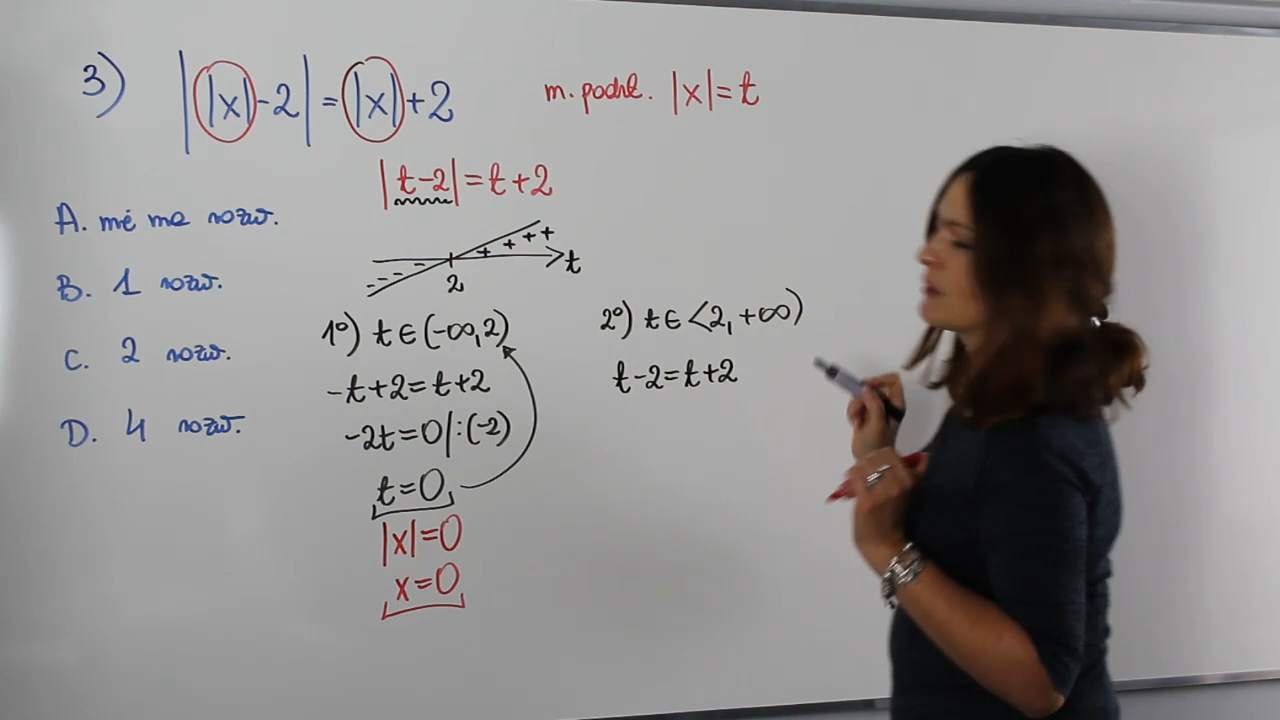 3) ||x|-2| = |x|+2
m. podst. |x|=t
|t-2|=t+2
A. nie ma rozw.
B. 1 rozw.
C. 2 rozw.
D. 4 rozw.
- - - - + + + +
2
t
1°) t∈(-∞,2)
-t+2=t+2
-2t=0|:(-2)
t=0
|x|=0
x=0
2°) t∈<2,+∞)
t-2=t+2